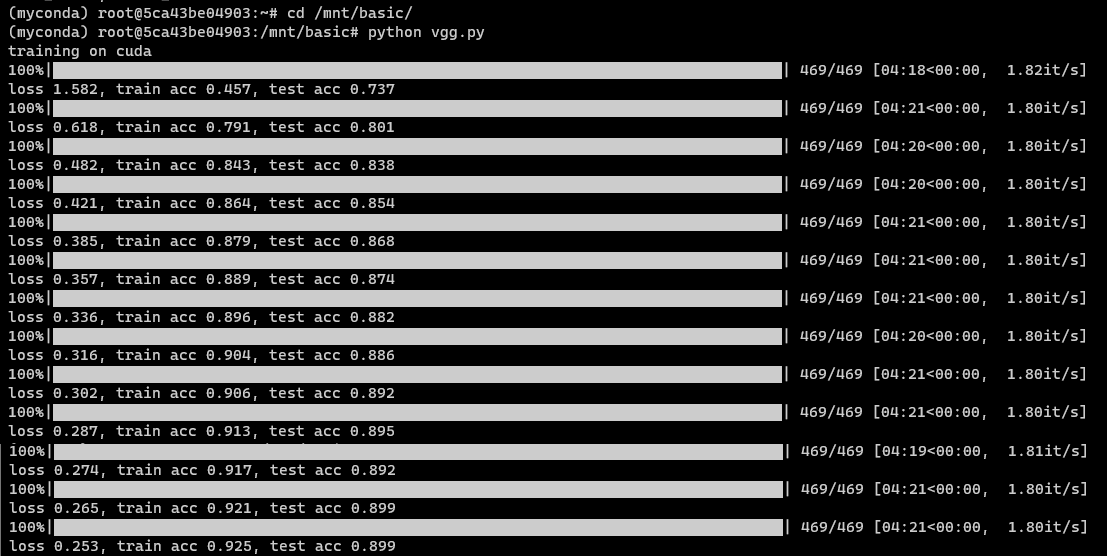 (myconda) root@5ca43be04903:~# cd /mnt/basic/
(myconda) root@5ca43be04903:/mnt/basic# python vgg.py
training on cuda
100%| | 469/469 [04:18<00:00,  1.82it/s]
loss 1.582, train acc 0.457, test acc 0.737
100%| | 469/469 [04:21<00:00,  1.80it/s]
loss 0.618, train acc 0.791, test acc 0.801
100%| | 469/469 [04:20<00:00,  1.80it/s]
loss 0.482, train acc 0.843, test acc 0.838
100%| | 469/469 [04:20<00:00,  1.80it/s]
loss 0.421, train acc 0.864, test acc 0.854
100%| | 469/469 [04:21<00:00,  1.80it/s]
loss 0.385, train acc 0.879, test acc 0.868
100%| | 469/469 [04:21<00:00,  1.80it/s]
loss 0.357, train acc 0.889, test acc 0.874
100%| | 469/469 [04:21<00:00,  1.80it/s]
loss 0.336, train acc 0.896, test acc 0.882
100%| | 469/469 [04:20<00:00,  1.80it/s]
loss 0.316, train acc 0.904, test acc 0.886
100%| | 469/469 [04:21<00:00,  1.80it/s]
loss 0.302, train acc 0.906, test acc 0.892
100%| | 469/469 [04:21<00:00,  1.80it/s]
loss 0.287, train acc 0.913, test acc 0.895
100%| | 469/469 [04:19<00:00,  1.81it/s]
loss 0.274, train acc 0.917, test acc 0.892
100%| | 469/469 [04:21<00:00,  1.80it/s]
loss 0.265, train acc 0.921, test acc 0.899
100%| | 469/469 [04:21<00:00,  1.80it/s]
loss 0.253, train acc 0.925, test acc 0.899